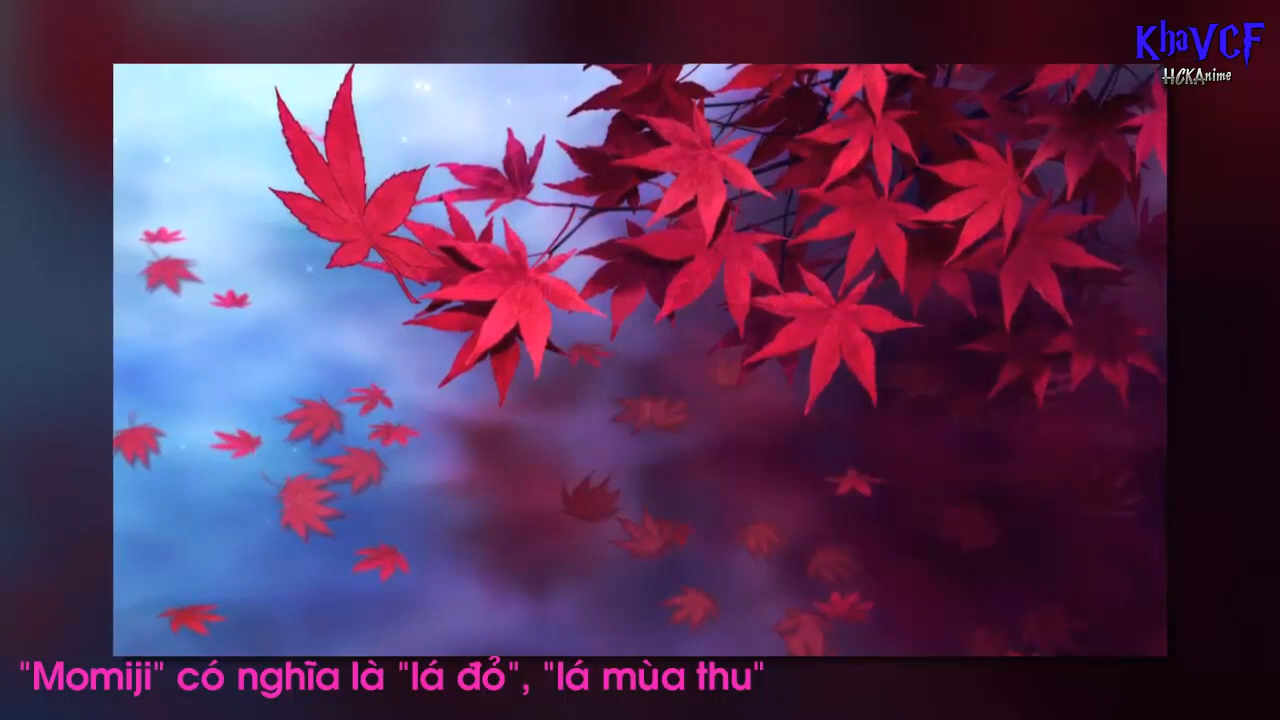 KhaVCF
HCKAnime
"Momiji" có nghĩa là "lá đỏ", "lá mùa thu"